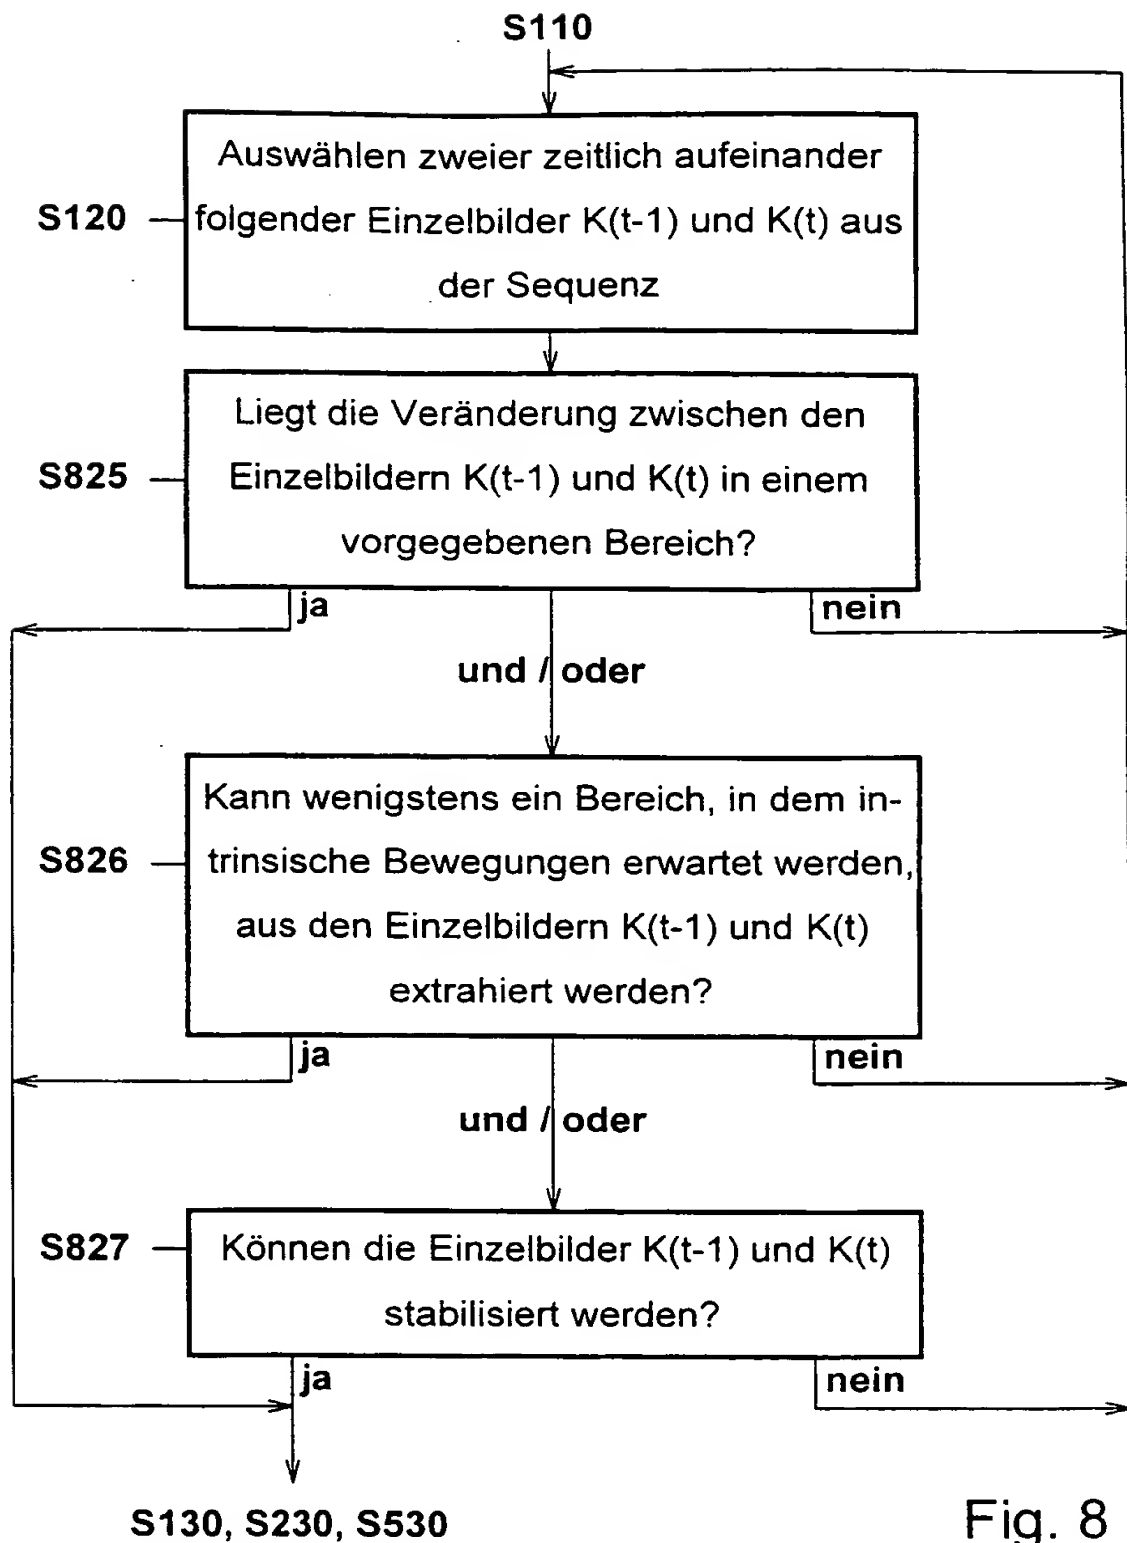 S110
Auswählen zweier zeitlich aufeinander
S120
folgender Einzelbilder K(t-1) und K(t) aus
der Sequenz
Liegt die Veränderung zwischen den
S825
Einzelbildern K(t-1) und K(t) in einem
vorgegebenen Bereich?
ja
nein
und / oder
Kann wenigstens ein Bereich, in dem in-
S826
trinsische Bewegungen erwartet werden,
aus den Einzelbildern K(t-1) und K(t)
extrahiert werden?
ja
nein
und / oder
S827
Können die Einzelbilder K(t-1) und K(t)
stabilisiert werden?
ja
nein
S130, S230, S530
Fig. 8